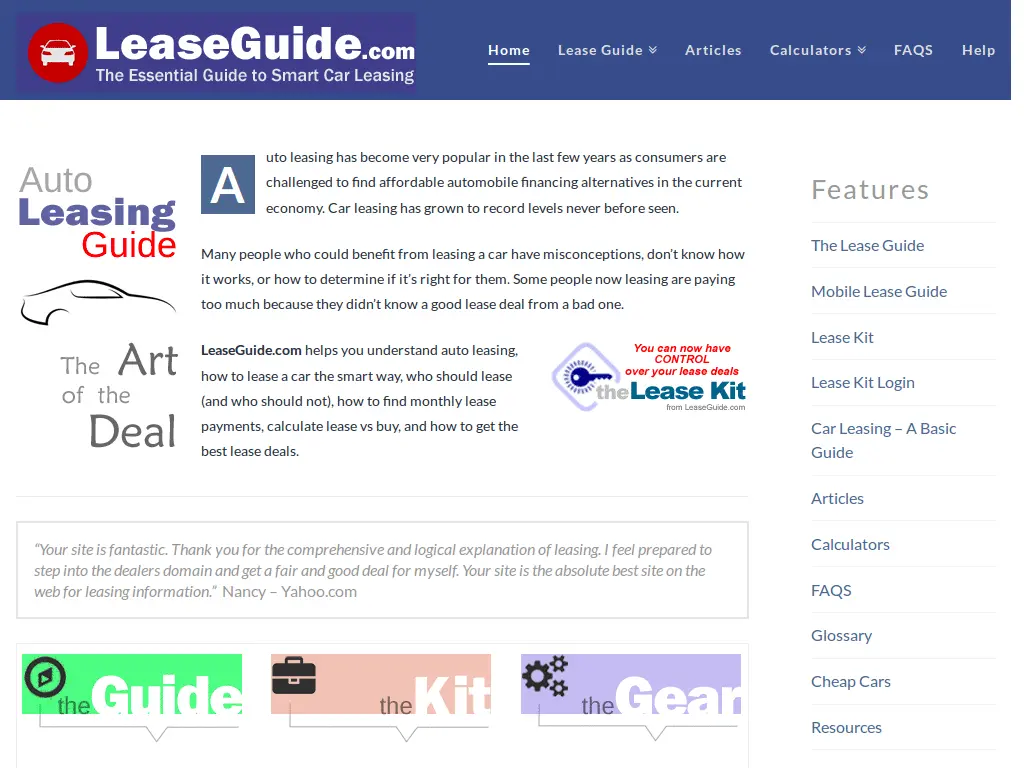 LeaseGuide.com
The Essential Guide to Smart Car Leasing
Home
Lease Guide
Articles
Calculators
FAQS
Help
Auto
Leasing
Guide
The Art
of the
Deal
Auto leasing has become very popular in the last few years as consumers are
challenged to find affordable automobile financing alternatives in the current
economy. Car leasing has grown to record levels never before seen.
Many people who could benefit from leasing a car have misconceptions, don’t know how
it works, or how to determine if it’s right for them. Some people now leasing are paying
too much because they didn’t know a good lease deal from a bad one.
LeaseGuide.com helps you understand auto leasing,
how to lease a car the smart way, who should lease
(and who should not), how to find monthly lease
payments, calculate lease vs buy, and how to get the
best lease deals.
You can now have
CONTROL
over your lease deals
the Lease Kit
from LeaseGuide.com
“Your site is fantastic. Thank you for the comprehensive and logical explanation of leasing. I feel prepared to
step into the dealers domain and get a fair and good deal for myself. Your site is the absolute best site on the
web for leasing information.” Nancy – Yahoo.com
the Guide
the Kit
the Gear
Features
The Lease Guide
Mobile Lease Guide
Lease Kit
Lease Kit Login
Car Leasing – A Basic
Guide
Articles
Calculators
FAQS
Glossary
Cheap Cars
Resources